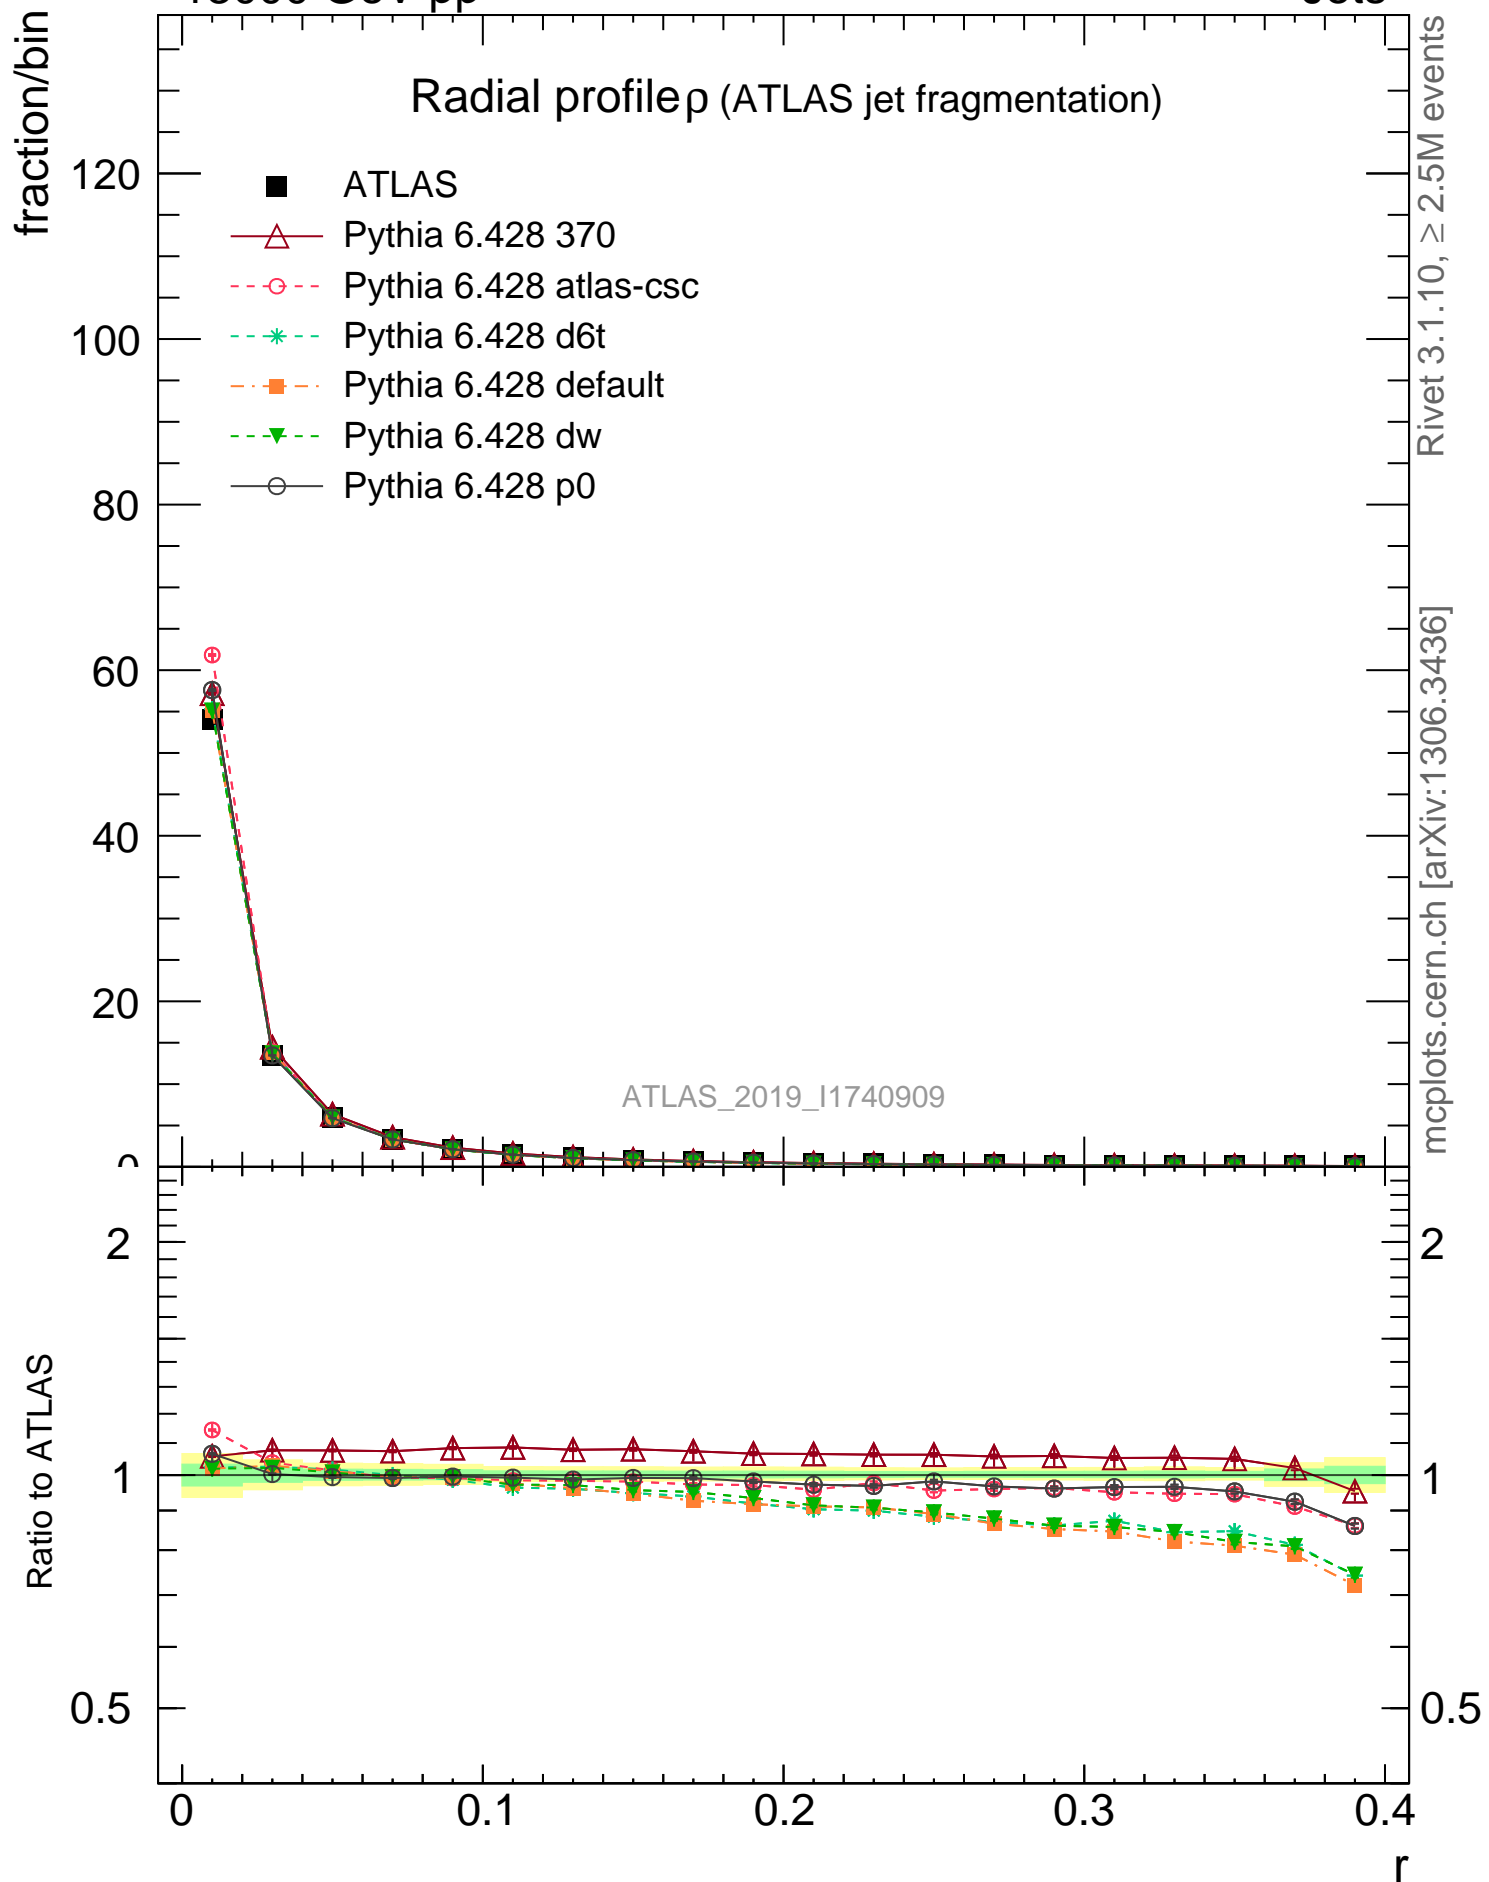 fraction/bin
Radial profile ρ (ATLAS jet fragmentation)
ATLAS
Pythia 6.428 370
Pythia 6.428 atlas-csc
Pythia 6.428 d6t
Pythia 6.428 default
Pythia 6.428 dw
Pythia 6.428 p0
120
100
80
60
40
20
0
ATLAS_2019_I1740909
Rivet 3.1.10, ≥ 2.5M events
mcplots.cern.ch [arXiv:1306.3436]
Ratio to ATLAS
2
1
0.5
2
1
0.5
0
0.1
0.2
0.3
0.4
r